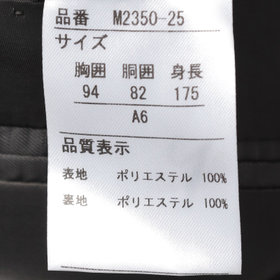 品番 M2350-25
サイズ
胸囲 胴囲 身長
94 82 175
A6
品質表示
表地 ポリエステル 100%
裏地 ポリエステル 100%